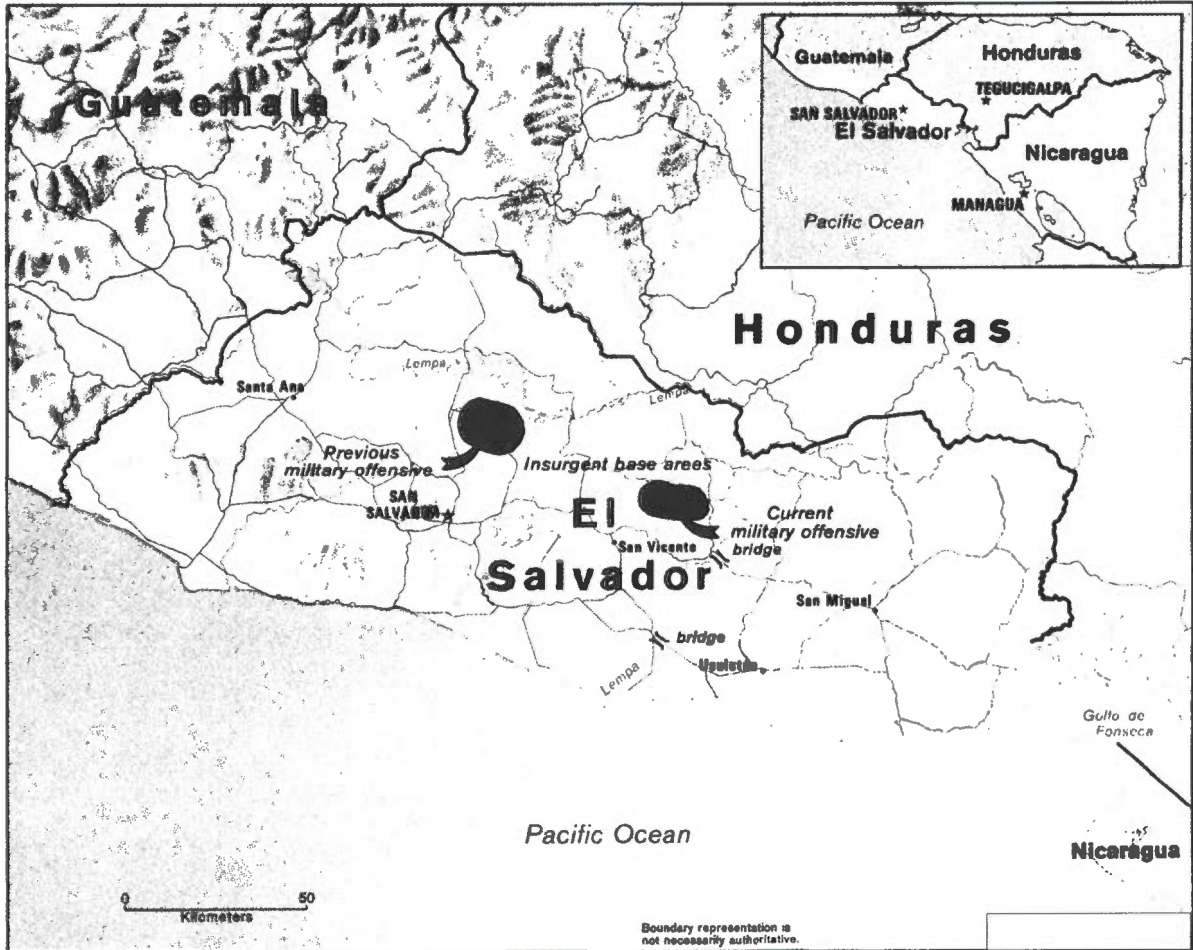 Guatemala
Guatemala
Honduras
TEGUCIGALPA
SAN SALVADOR
El Salvador
Nicaragua
MANAGUA
Pacific Ocean
Honduras
Lempa
Santa Ana
Lempa
Previous
military offensive
Insurgent base areas
SAN
SALVADOR
El
Salvador
Current
military offensive
San Vicente
bridge
San Miguel
bridge
Usulután
Lempa
Golfo de
Fonseca
Pacific Ocean
Nicaragua
0 50
Kilometers
Boundary representation is
not necessarily authoritative.